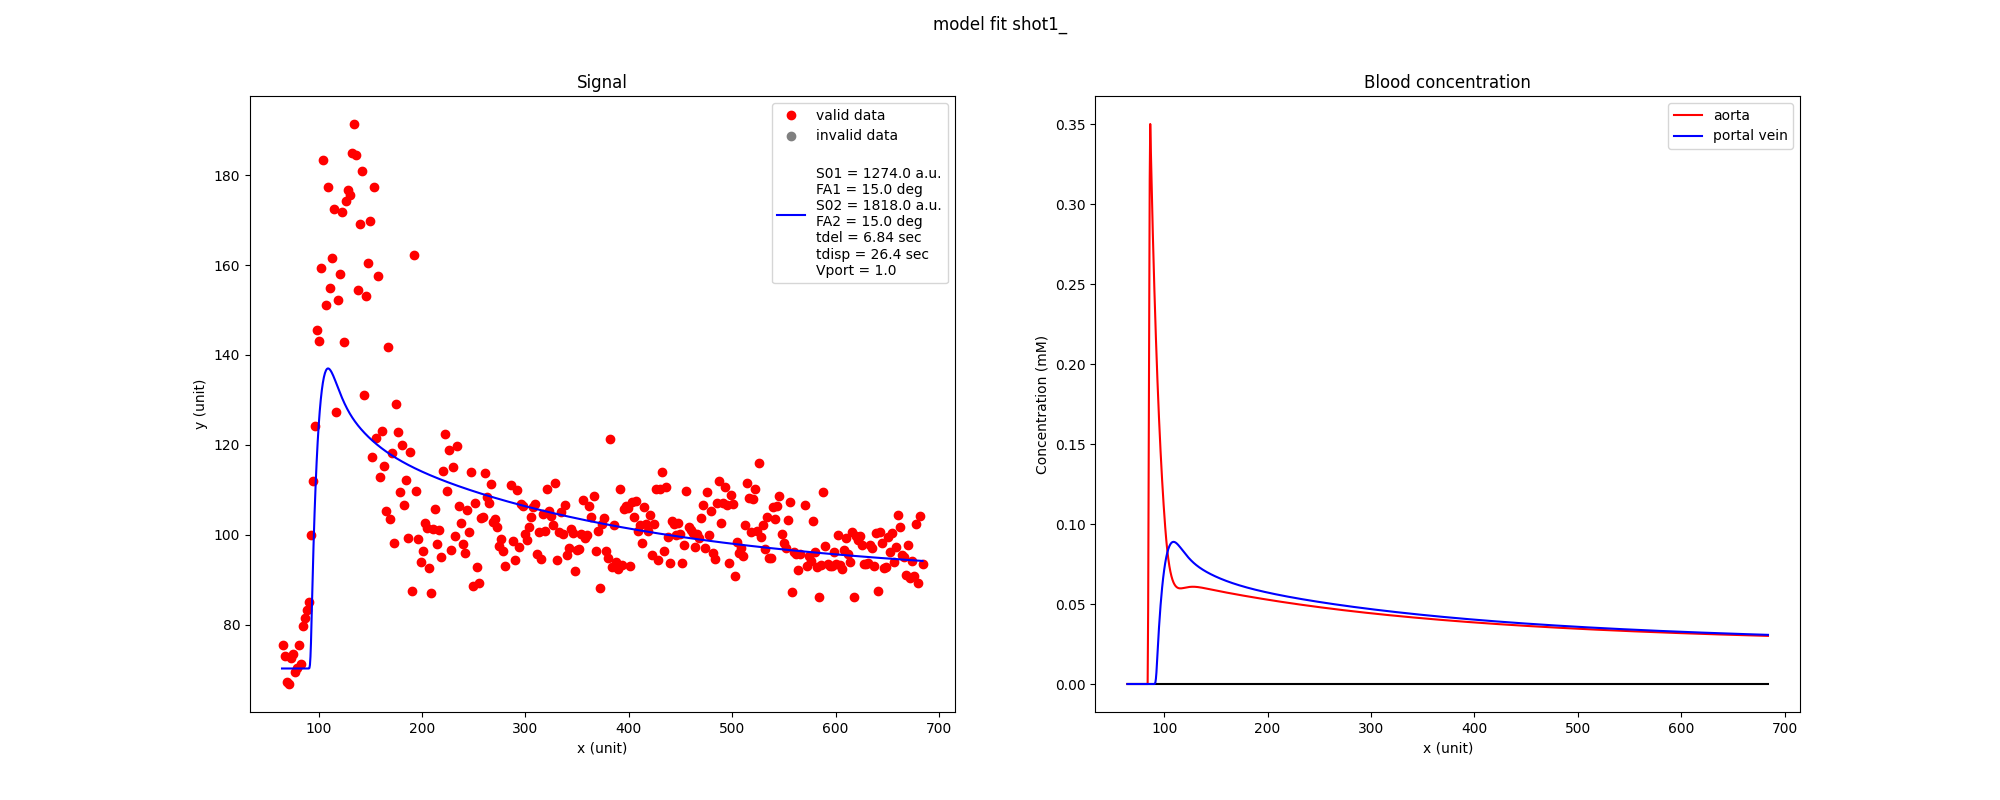 model fit shot1_
Signal
y (unit)
180
160
140
120
100
80
100
200
300
400
500
600
700
x (unit)
valid data
invalid data
S01 = 1274.0 a.u.
FA1 = 15.0 deg
S02 = 1818.0 a.u.
FA2 = 15.0 deg
tdel = 6.84 sec
tdisp = 26.4 sec
Vport = 1.0
Blood concentration
Concentration (mM)
0.35
0.30
0.25
0.20
0.15
0.10
0.05
0.00
100
200
300
400
500
600
700
x (unit)
aorta
portal vein